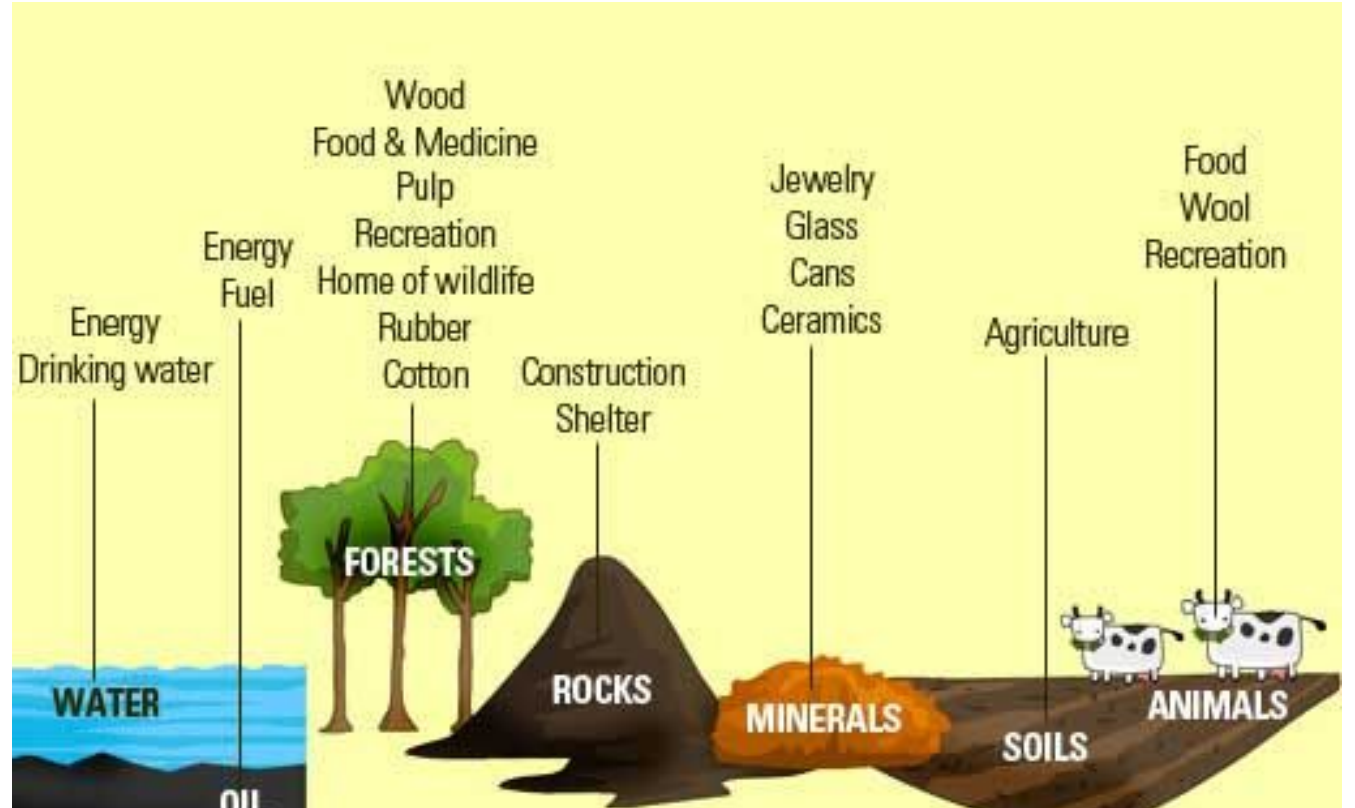 Energy
Drinking water
WATER
Energy
Fuel
OIL
Wood
Food & Medicine
Pulp
Recreation
Home of wildlife
Rubber
Cotton
FORESTS
Construction
Shelter
ROCKS
Jewelry
Glass
Cans
Ceramics
MINERALS
Agriculture
SOILS
Food
Wool
Recreation
ANIMALS